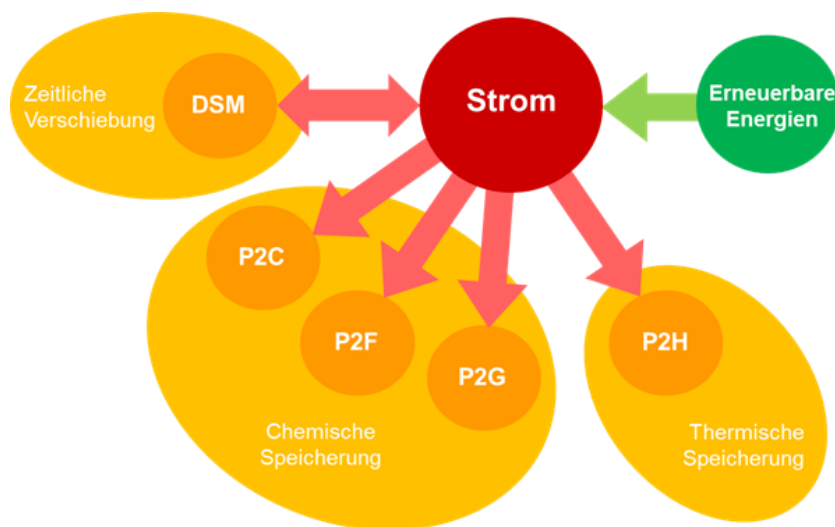 Zeitliche
Verschiebung
DSM
Strom
Erneuerbare
Energien
P2C
P2F
P2G
P2H
Chemische
Speicherung
Thermische
Speicherung